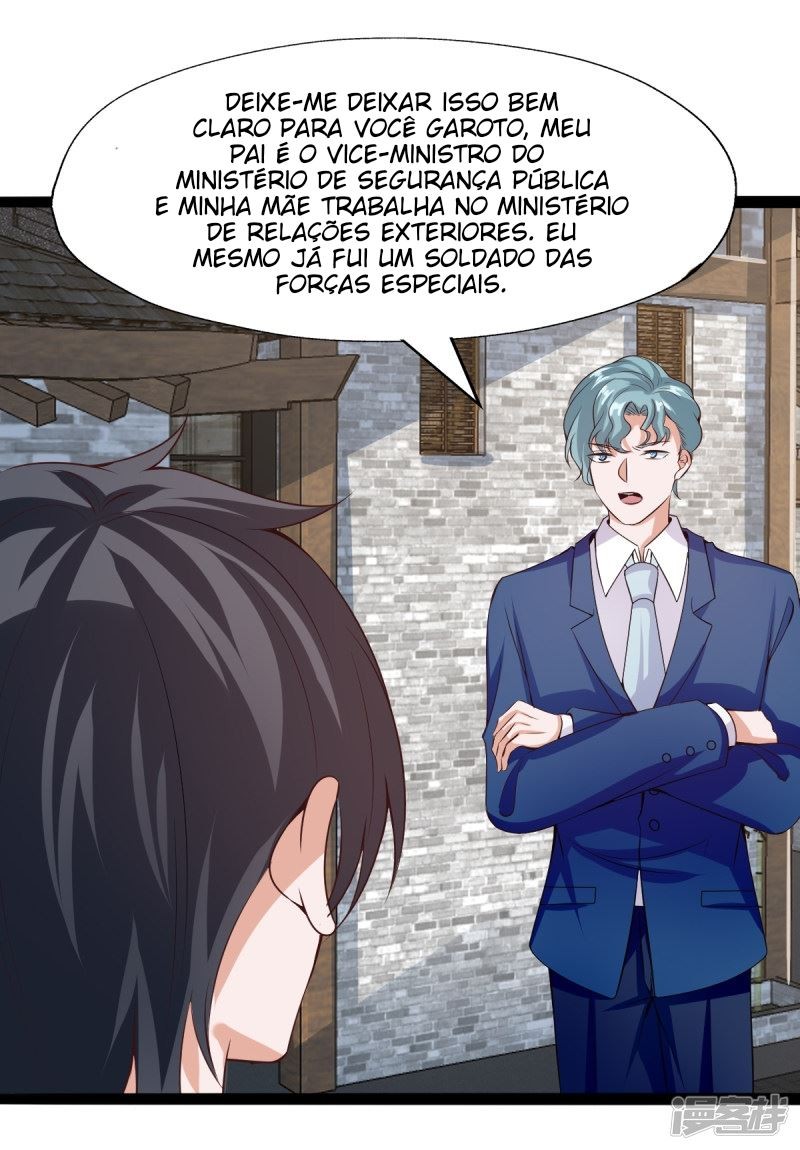 DEIXE-ME DEIXAR ISSO BEM
CLARO PARA VOCÊ GAROTO, MEU
PAI É O VICE-MINISTRO DO
MINISTÉRIO DE SEGURANÇA PÚBLICA
E MINHA MÃE TRABALHA NO MINISTÉRIO
DE RELAÇÕES EXTERIORES. EU
MESMO JÁ FUI UM SOLDADO DAS
FORÇAS ESPECIAIS.
漫客栈